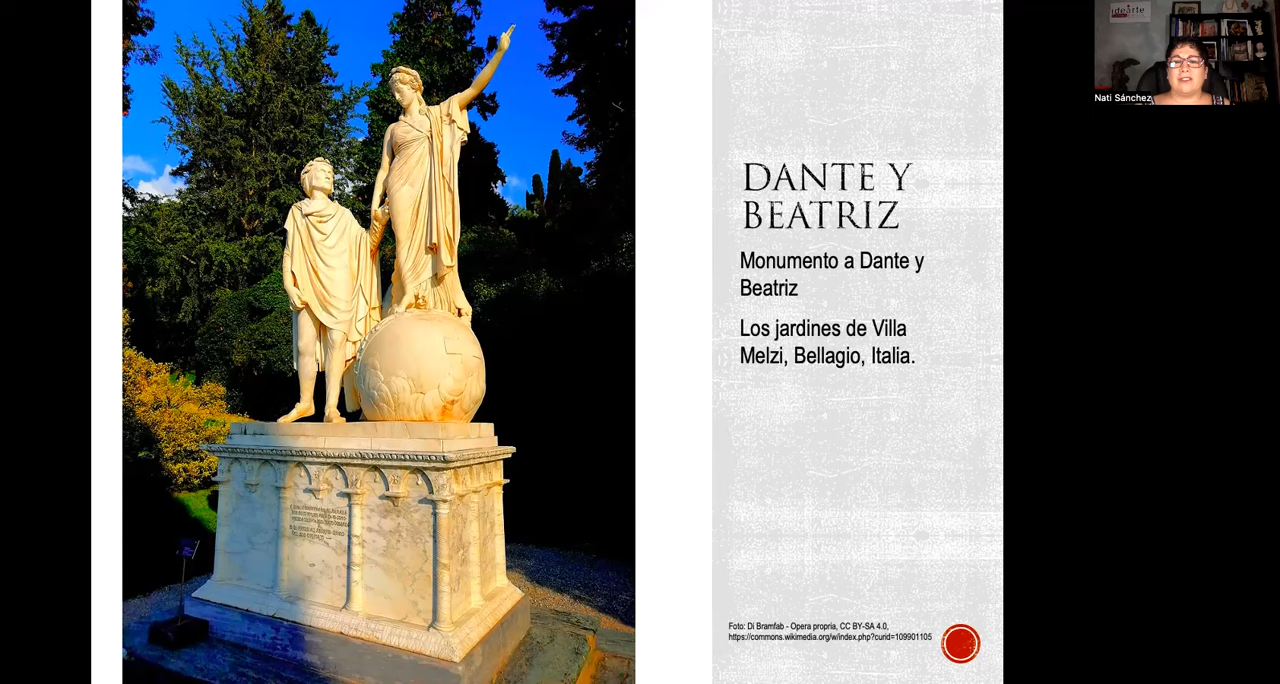 DANTE Y
BEATRIZ
Monumento a Dante y
Beatriz
Los jardines de Villa
Melzi, Bellagio, Italia.
Foto: Di Bramfab - Opera propria, CC BY-SA 4.0,
https://commons.wikimedia.org/w/index.php?curid=109901105
idearte
Nati Sánchez